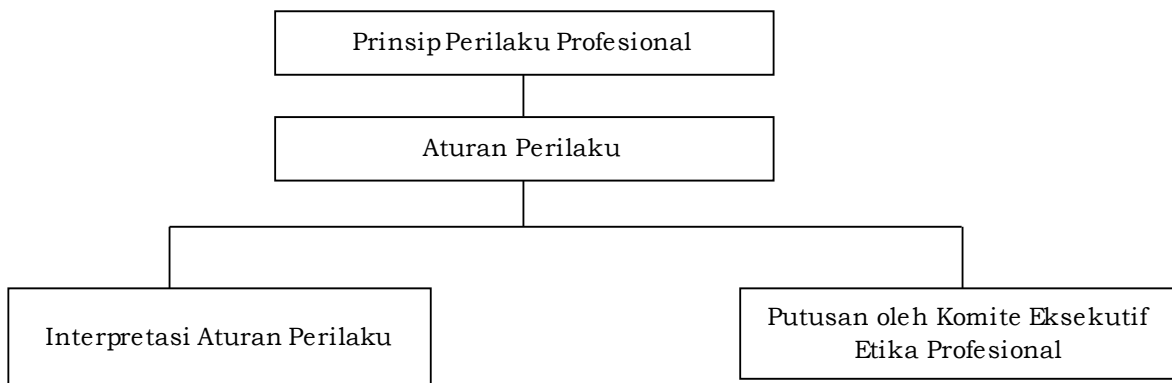 Prinsip Perilaku Profesional
Aturan Perilaku
Interpretasi Aturan Perilaku
Putusan oleh Komite Eksekutif
Etika Profesional